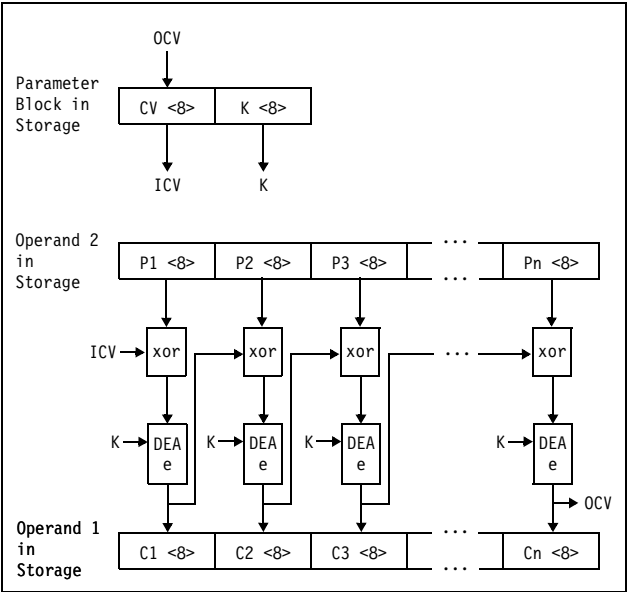 OCV
Parameter
Block in
Storage
CV <8> K <8>
ICV K
Operand 2
in
Storage
P1 <8> P2 <8> P3 <8> ... ... Pn <8>
ICV xor xor xor ... xor
K DEA e K DEA e K DEA e K DEA e
OCV
Operand 1
in
Storage
C1 <8> C2 <8> C3 <8> ... ... Cn <8>